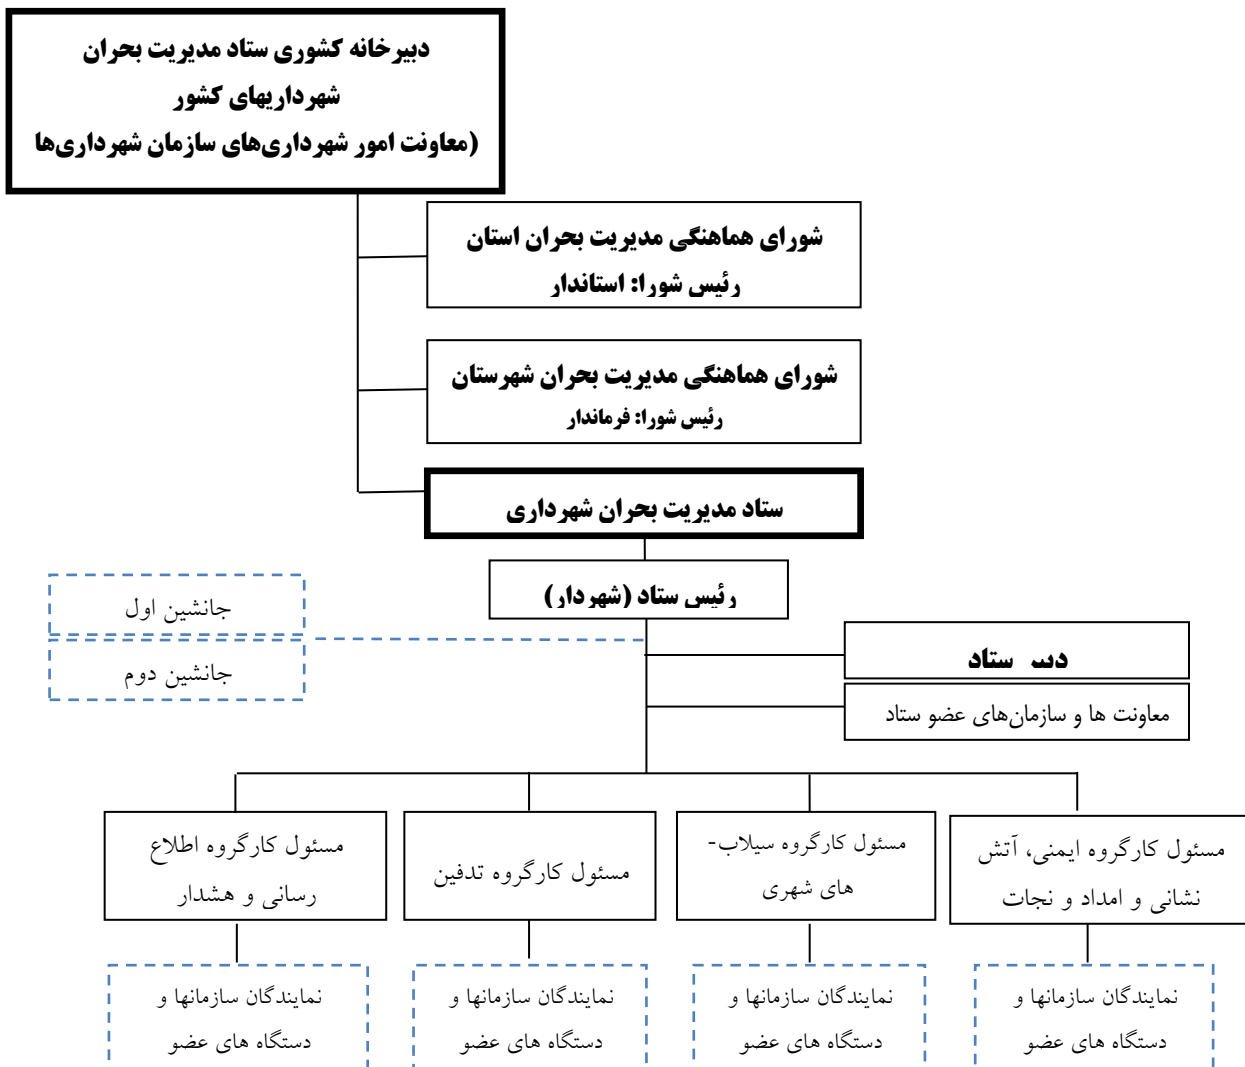 دبیرخانه کشوری ستاد مدیریت بحران
شهرداریهای کشور
(معاونت امور شهرداری‌های سازمان شهرداری‌ها
شورای هماهنگی مدیریت بحران استان
رئیس شورا: استاندار
شورای هماهنگی مدیریت بحران شهرستان
رئیس شورا: فرماندار
ستاد مدیریت بحران شهرداری
رئیس ستاد (شهردار)
جانشین اول
جانشین دوم
دبیر ستاد
معاونت ها و سازمان‌های عضو ستاد
مسئول کارگروه ایمنی، آتش
نشانی و امداد و نجات
مسئول کارگروه سیلاب-
های شهری
مسئول کارگروه تدفین
مسئول کارگروه اطلاع
رسانی و هشدار
نمایندگان سازمانها و
دستگاه های عضو
نمایندگان سازمانها و
دستگاه های عضو
نمایندگان سازمانها و
دستگاه های عضو
نمایندگان سازمانها و
دستگاه های عضو